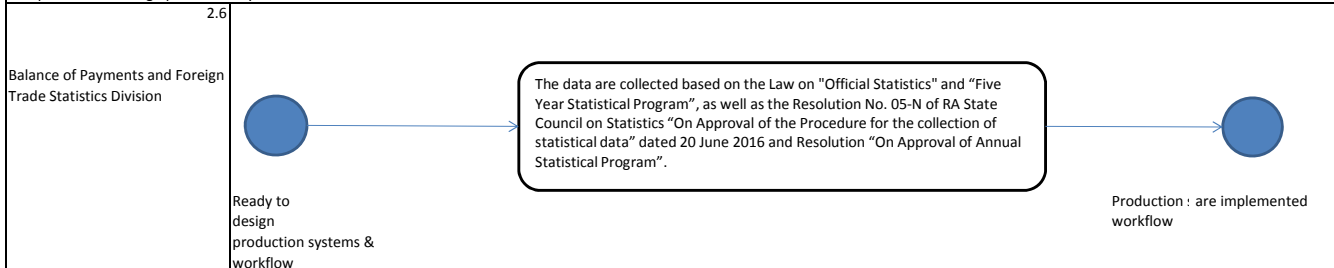 2.6
Balance of Payments and Foreign
Trade Statistics Division
The data are collected based on the Law on "Official Statistics" and “Five
Year Statistical Program”, as well as the Resolution No. 05-N of RA State
Council on Statistics “On Approval of the Procedure for the collection of
statistical data” dated 20 June 2016 and Resolution “On Approval of Annual
Statistical Program”.
Ready to
design
production systems &
workflow
Production are implemented
workflow